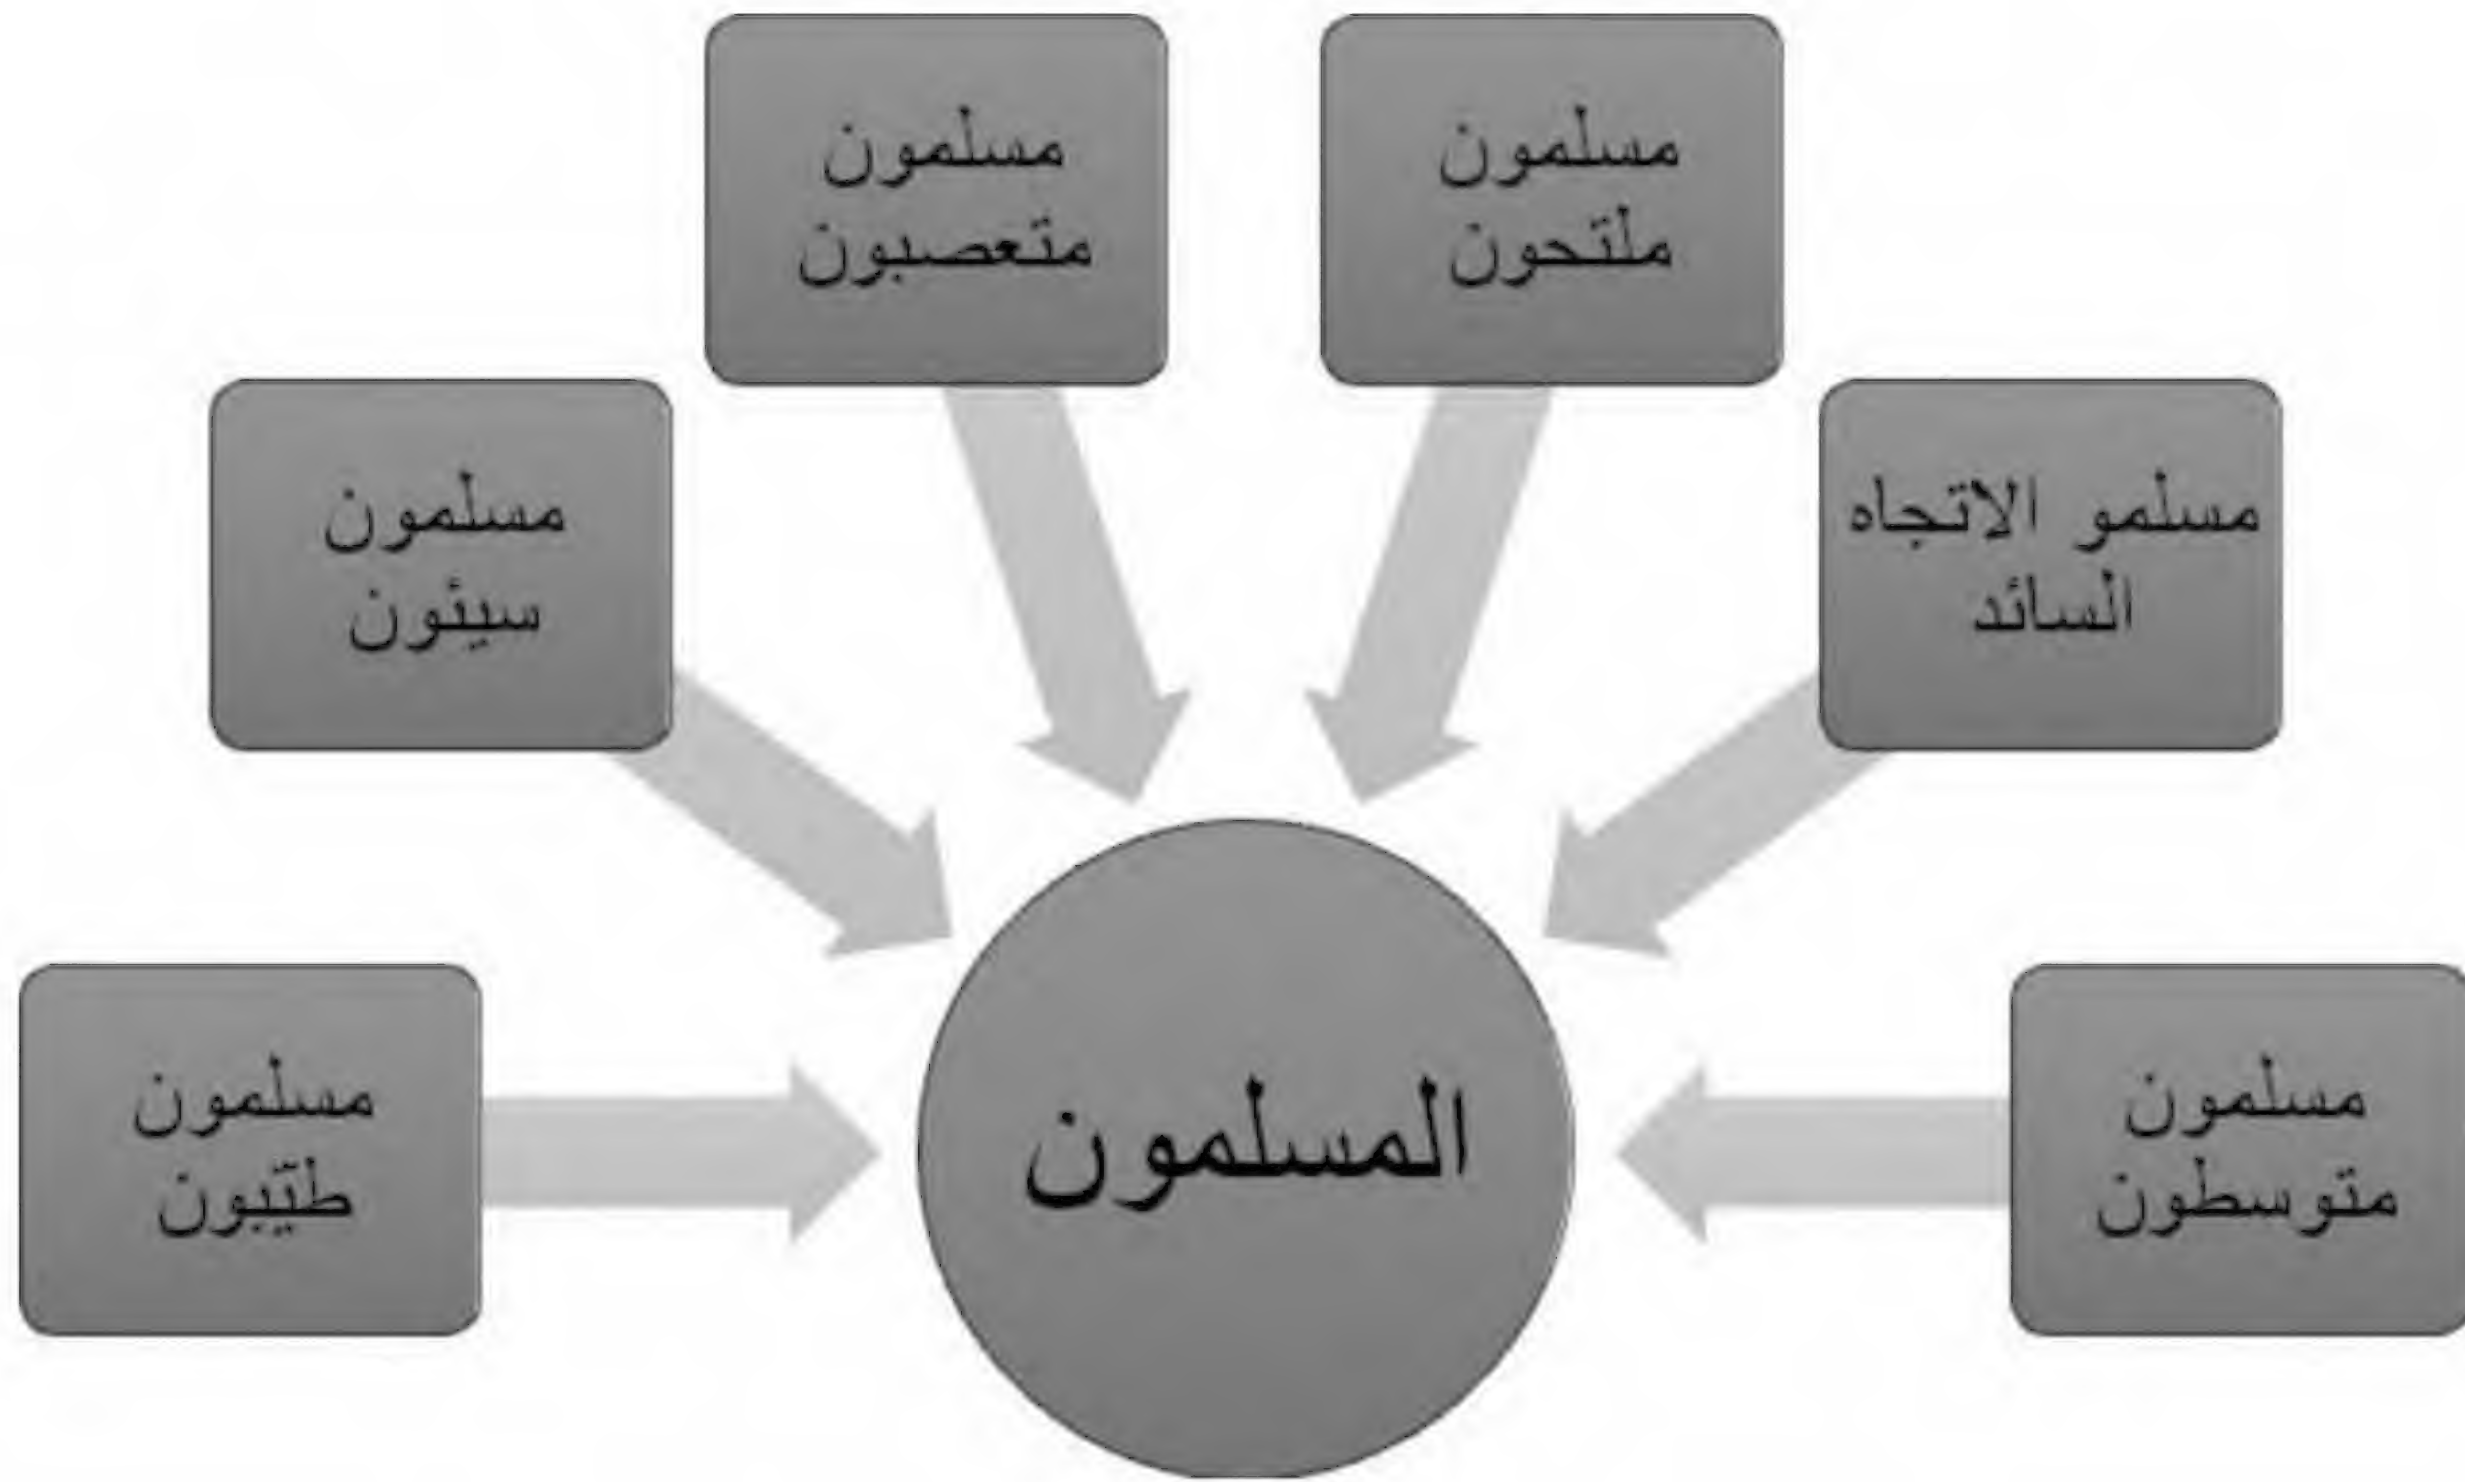 مسلمون
ملتحون
مسلمون
متعصبون
مسلمو الاتجاه
السائد
مسلمون
سيئون
مسلمون
متوسطون
المسلمون
مسلمون
طيّبون